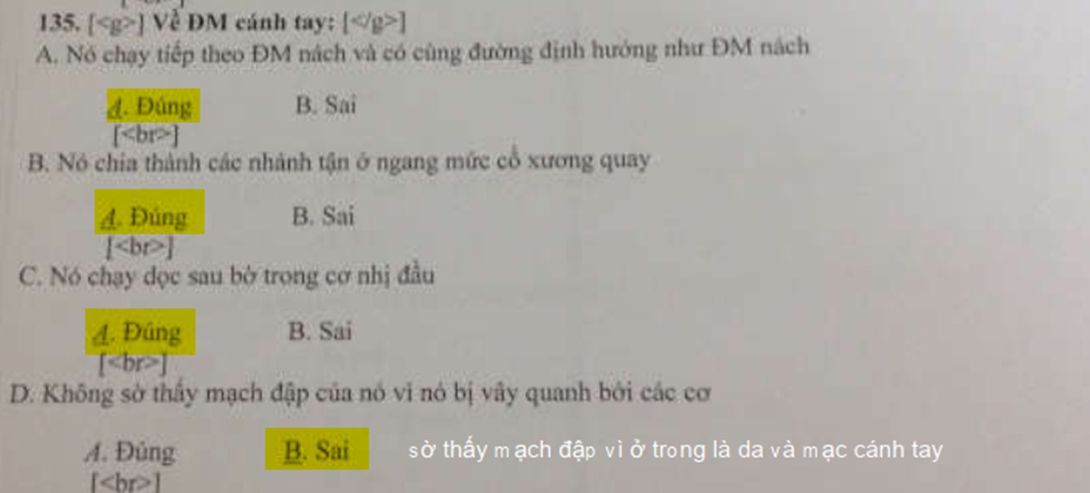 135. [<g>] Về ĐM cánh tay: [</g>]
A. Nó chạy tiếp theo ĐM nách và có cùng đường định hướng như ĐM nách
A. Đúng B. Sai
[<br>]
B. Nó chia thành các nhánh tận ở ngang mức cổ xương quay
A. Đúng B. Sai
[<br>]
C. Nó chạy dọc sau bờ trong cơ nhị đầu
A. Đúng B. Sai
[<br>]
D. Không sờ thấy mạch đập của nó vì nó bị vây quanh bởi các cơ
A. Đúng B. Sai sờ thấy mạch đập vì ở trong là da và mạc cánh tay
[<br>]